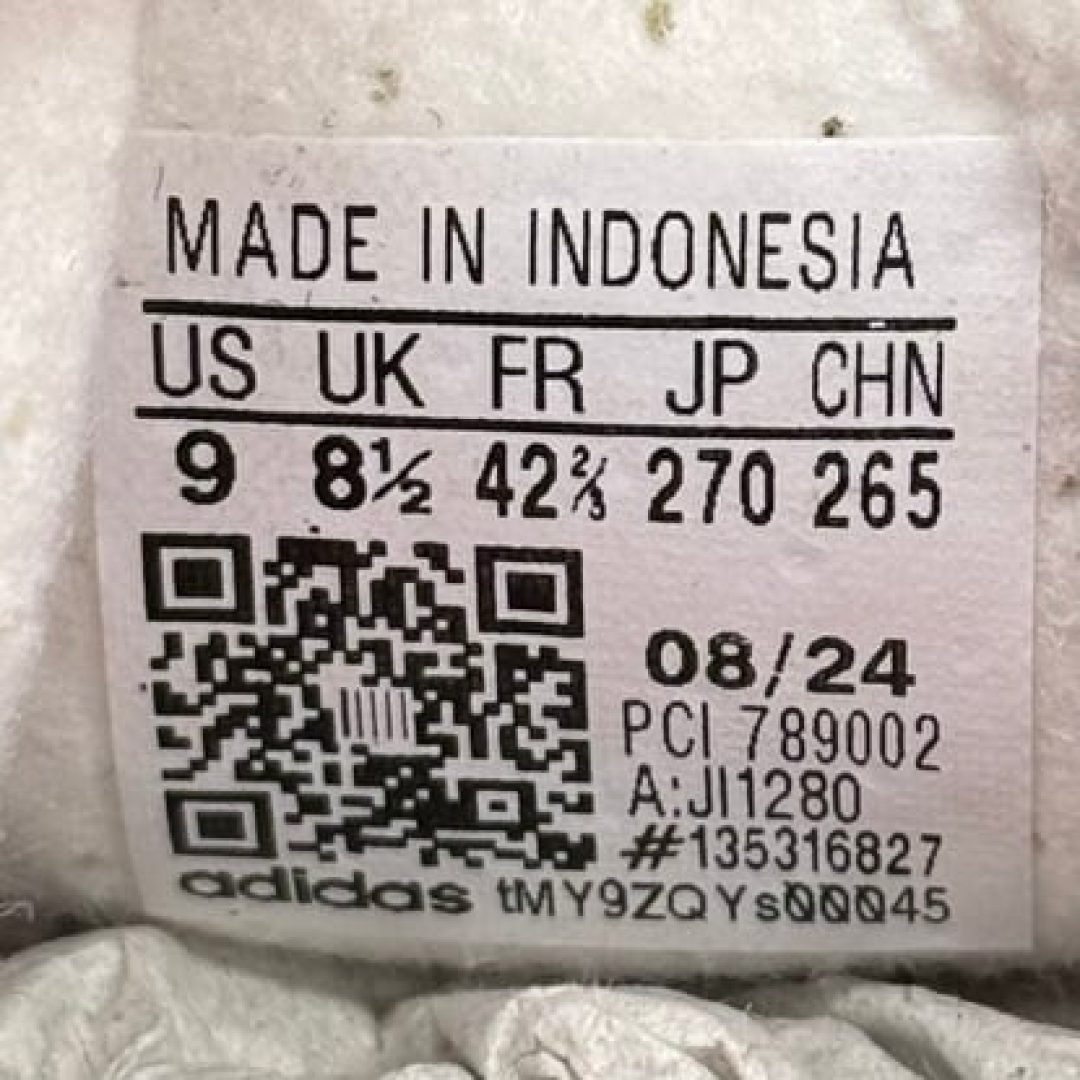 MADE IN INDONESIA
US UK FR JP CHN
9 8½ 42⅔ 270 265
08/24
PCI 789002
A:JI1280
#135316827
adidas tMY9ZQYs00045